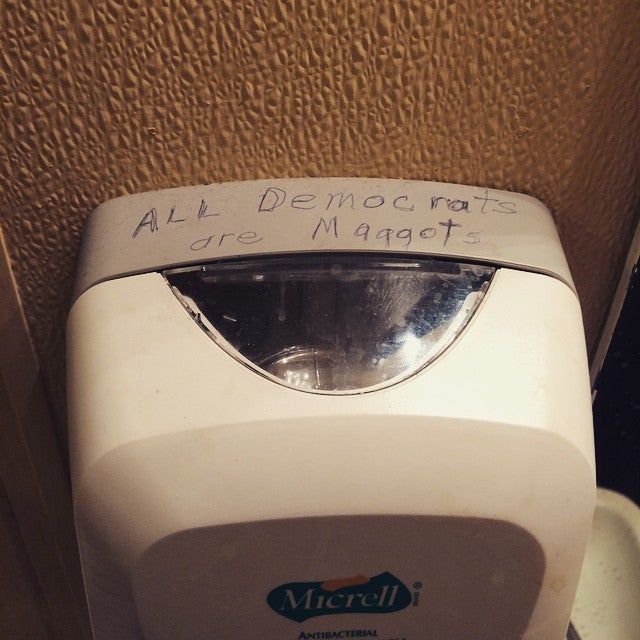 ALL Democrats
are Maggots
Micrell
ANTIBACTERIAL